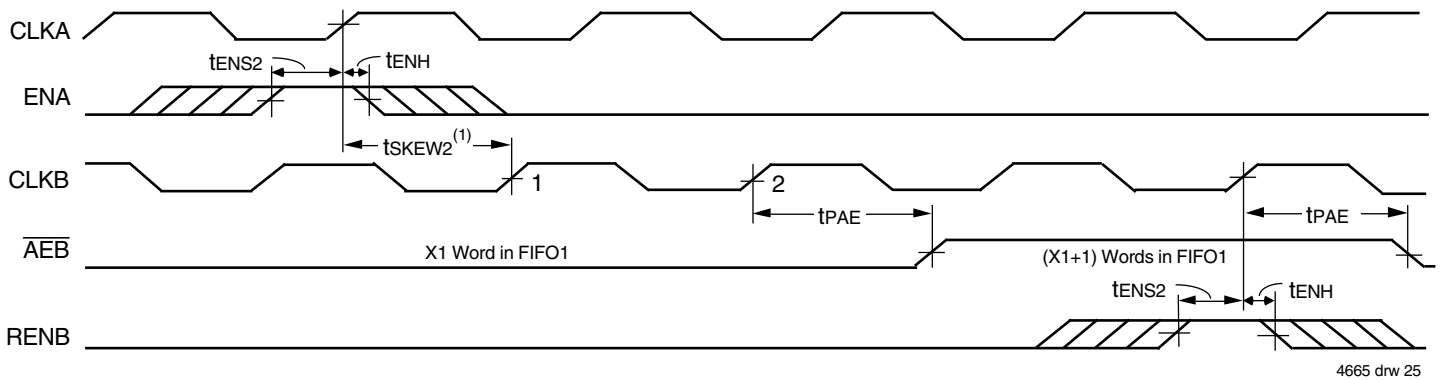 CLKA
tENS2 tENH
ENA
tSKEW2(1)
CLKB 1 2
tPAE tPAE
AEB X1 Word in FIFO1 (X1+1) Words in FIFO1
tENS2 tENH
RENB
4665 drw 25